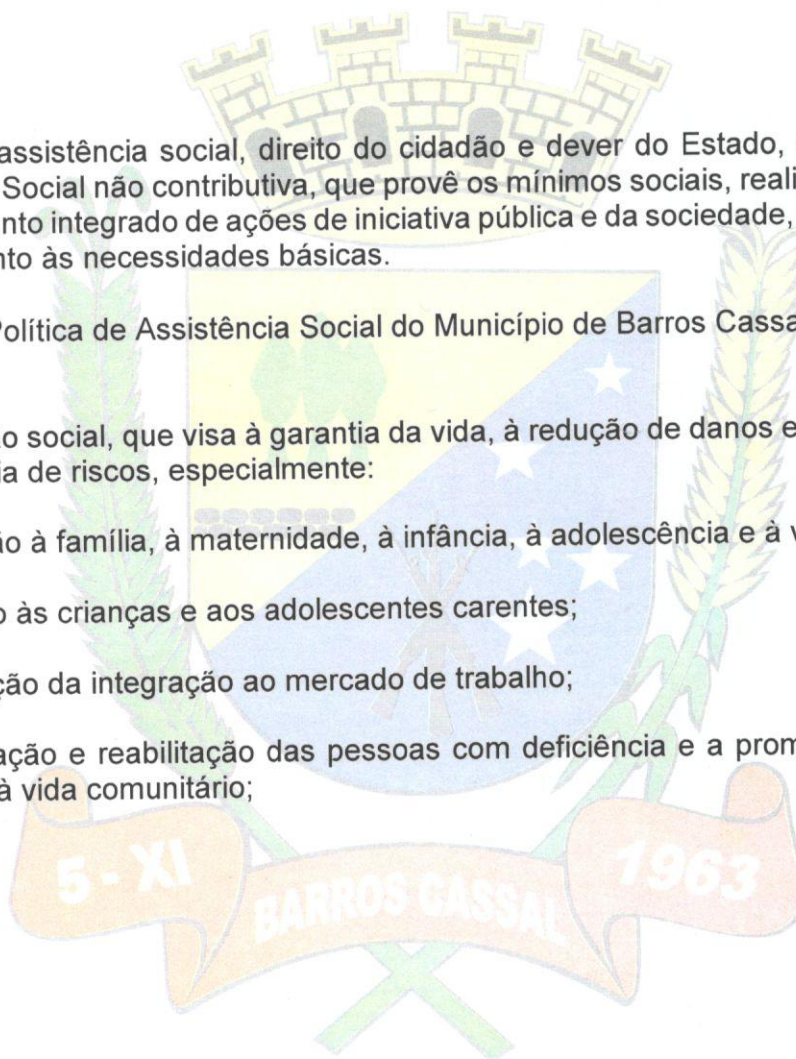 assistência social, direito do cidadão e dever do Estado,
Social não contributiva, que provê os mínimos sociais, reali
nto integrado de ações de iniciativa pública e da sociedade,
nto às necessidades básicas.
Política de Assistência Social do Município de Barros Cassa
o social, que visa à garantia da vida, à redução de danos e
ia de riscos, especialmente:
ão à família, à maternidade, à infância, à adolescência e à v
o às crianças e aos adolescentes carentes;
ção da integração ao mercado de trabalho;
ação e reabilitação das pessoas com deficiência e a prom
à vida comunitário;
5 - XI
BARROS CASSAL
1963